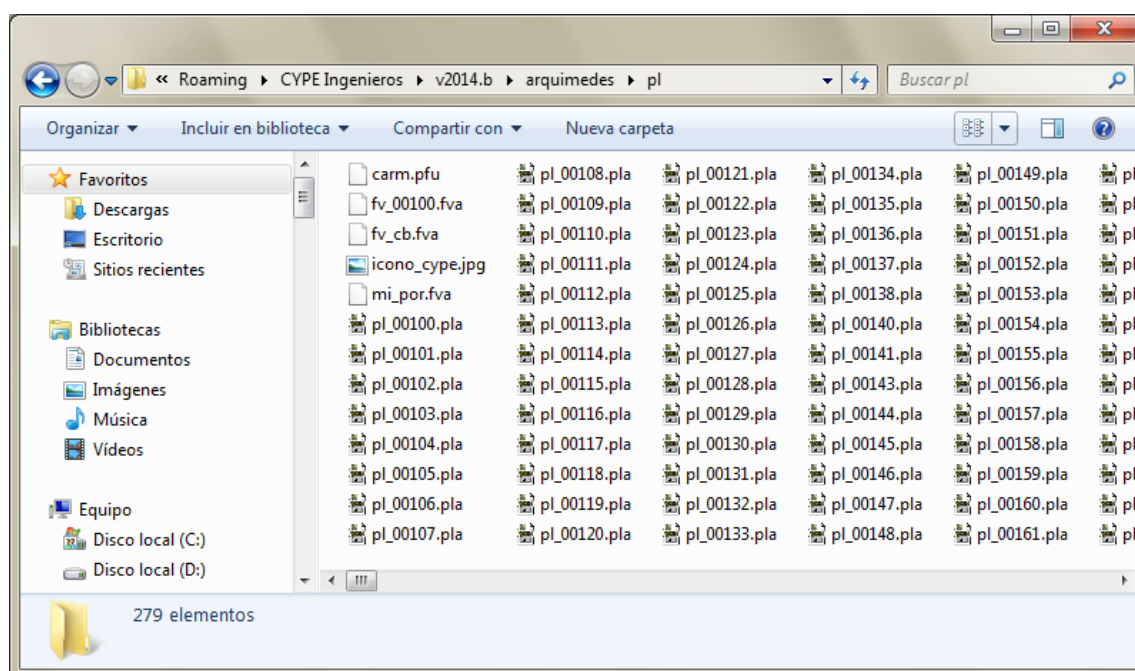 « Roaming ▸ CYPE Ingenieros ▸ v2014.b ▸ arquimedes ▸ pl
Buscar pl
Organizar
Incluir en biblioteca
Compartir con
Nueva carpeta
Favoritos
Descargas
Escritorio
Sitios recientes
Bibliotecas
Documentos
Imágenes
Música
Vídeos
Equipo
Disco local (C:)
Disco local (D:)
carm.pfu
fv_00100.fva
fv_cb.fva
icono_cype.jpg
mi_por.fva
pl_00100.pla
pl_00101.pla
pl_00102.pla
pl_00103.pla
pl_00104.pla
pl_00105.pla
pl_00106.pla
pl_00107.pla
pl_00108.pla
pl_00109.pla
pl_00110.pla
pl_00111.pla
pl_00112.pla
pl_00113.pla
pl_00114.pla
pl_00115.pla
pl_00116.pla
pl_00117.pla
pl_00118.pla
pl_00119.pla
pl_00120.pla
pl_00121.pla
pl_00122.pla
pl_00123.pla
pl_00124.pla
pl_00125.pla
pl_00126.pla
pl_00127.pla
pl_00128.pla
pl_00129.pla
pl_00130.pla
pl_00131.pla
pl_00132.pla
pl_00133.pla
pl_00134.pla
pl_00135.pla
pl_00136.pla
pl_00137.pla
pl_00138.pla
pl_00140.pla
pl_00141.pla
pl_00143.pla
pl_00144.pla
pl_00145.pla
pl_00146.pla
pl_00147.pla
pl_00148.pla
pl_00149.pla
pl_00150.pla
pl_00151.pla
pl_00152.pla
pl_00153.pla
pl_00154.pla
pl_00155.pla
pl_00156.pla
pl_00157.pla
pl_00158.pla
pl_00159.pla
pl_00160.pla
pl_00161.pla
279 elementos